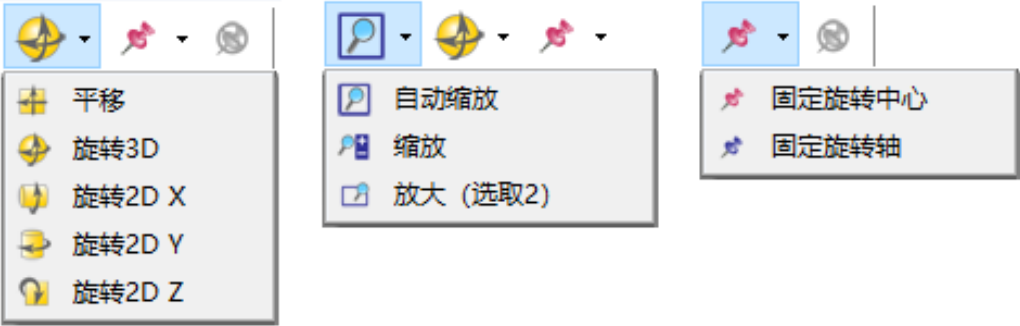 平移
旋转3D
旋转2D X
旋转2D Y
旋转2D Z
自动缩放
缩放
放大（选取2）
固定旋转中心
固定旋转轴